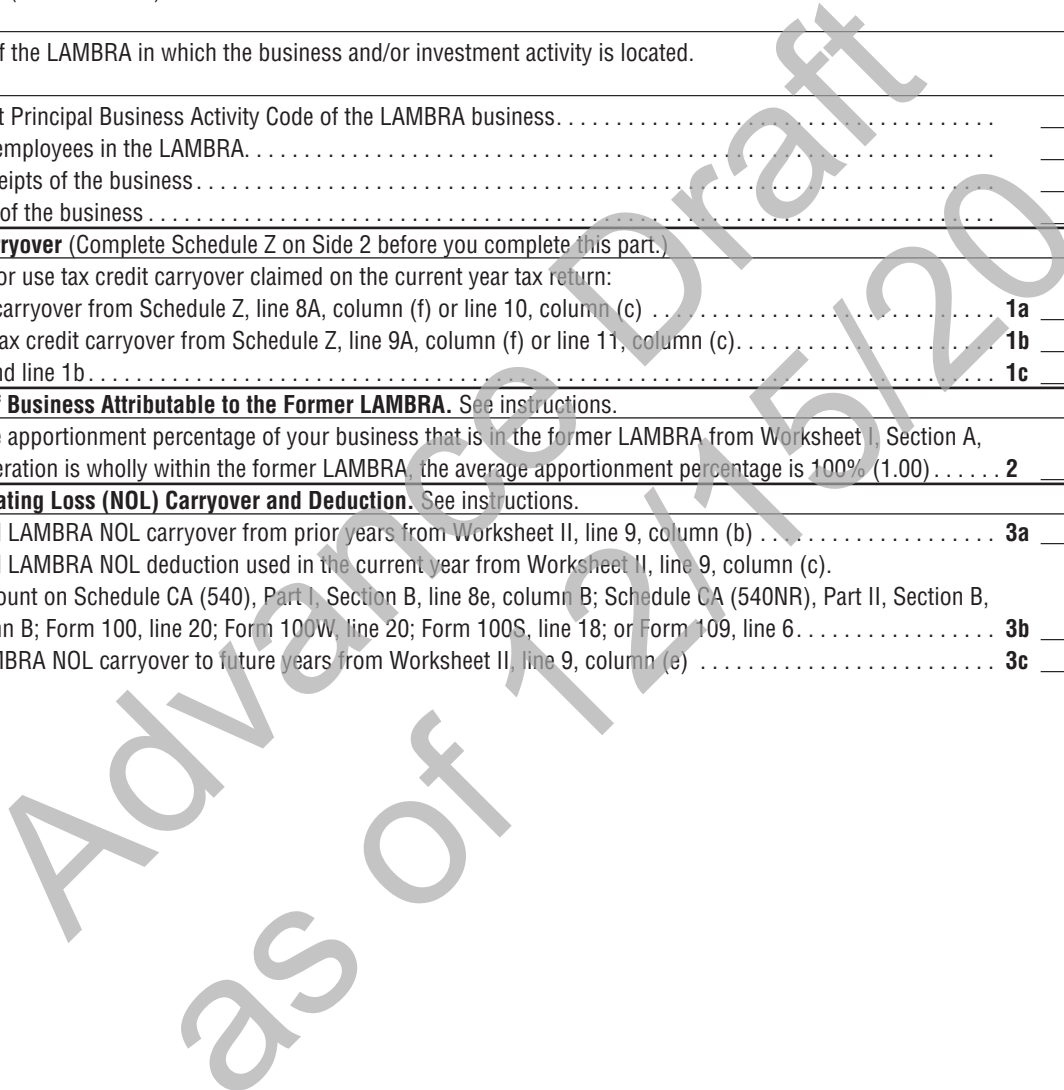 f the LAMBRA in which the business and/or investment activity is located.
t Principal Business Activity Code of the LAMBRA business. . . . . . . . . . . . . . . . . . . . . . . . . . . . . . . . . . . . .
employees in the LAMBRA. . . . . . . . . . . . . . . . . . . . . . . . . . . . . . . . . . . . . . . . . . . . . . . . . . . . . . . . . . . . . . .
eipts of the business . . . . . . . . . . . . . . . . . . . . . . . . . . . . . . . . . . . . . . . . . . . . . . . . . . . . . . . . . . . . . . . . . . .
of the business . . . . . . . . . . . . . . . . . . . . . . . . . . . . . . . . . . . . . . . . . . . . . . . . . . . . . . . . . . . . . . . . . . . . . . .
ryover (Complete Schedule Z on Side 2 before you complete this part.)
or use tax credit carryover claimed on the current year tax return:
carryover from Schedule Z, line 8A, column (f) or line 10, column (c) . . . . . . . . . . . . . . . . . . . . . . . . . . . . . 1a
ax credit carryover from Schedule Z, line 9A, column (f) or line 11, column (c). . . . . . . . . . . . . . . . . . . . . . 1b
nd line 1b . . . . . . . . . . . . . . . . . . . . . . . . . . . . . . . . . . . . . . . . . . . . . . . . . . . . . . . . . . . . . . . . . . . . . . . . . . . . 1c
f Business Attributable to the Former LAMBRA. See instructions.
e apportionment percentage of your business that is in the former LAMBRA from Worksheet I, Section A,
eration is wholly within the former LAMBRA, the average apportionment percentage is 100% (1.00) . . . . . . 2
ating Loss (NOL) Carryover and Deduction. See instructions.
l LAMBRA NOL carryover from prior years from Worksheet II, line 9, column (b) . . . . . . . . . . . . . . . . . . . . 3a
l LAMBRA NOL deduction used in the current year from Worksheet II, line 9, column (c).
ount on Schedule CA (540), Part I, Section B, line 8e, column B; Schedule CA (540NR), Part II, Section B,
n B; Form 100, line 20; Form 100W, line 20; Form 100S, line 18; or Form 109, line 6. . . . . . . . . . . . . . . . . 3b
MBRA NOL carryover to future years from Worksheet II, line 9, column (e) . . . . . . . . . . . . . . . . . . . . . . . . . 3c
Advance Draft
as of 12/15/20